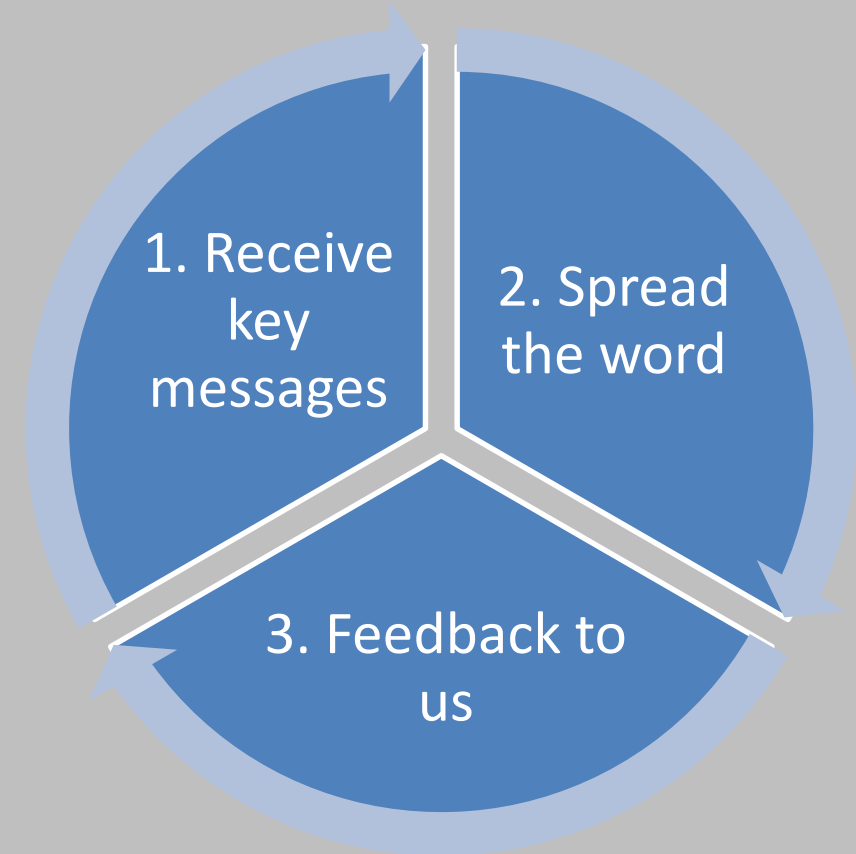 1. Receive
key
messages
2. Spread
the word
3. Feedback to
us